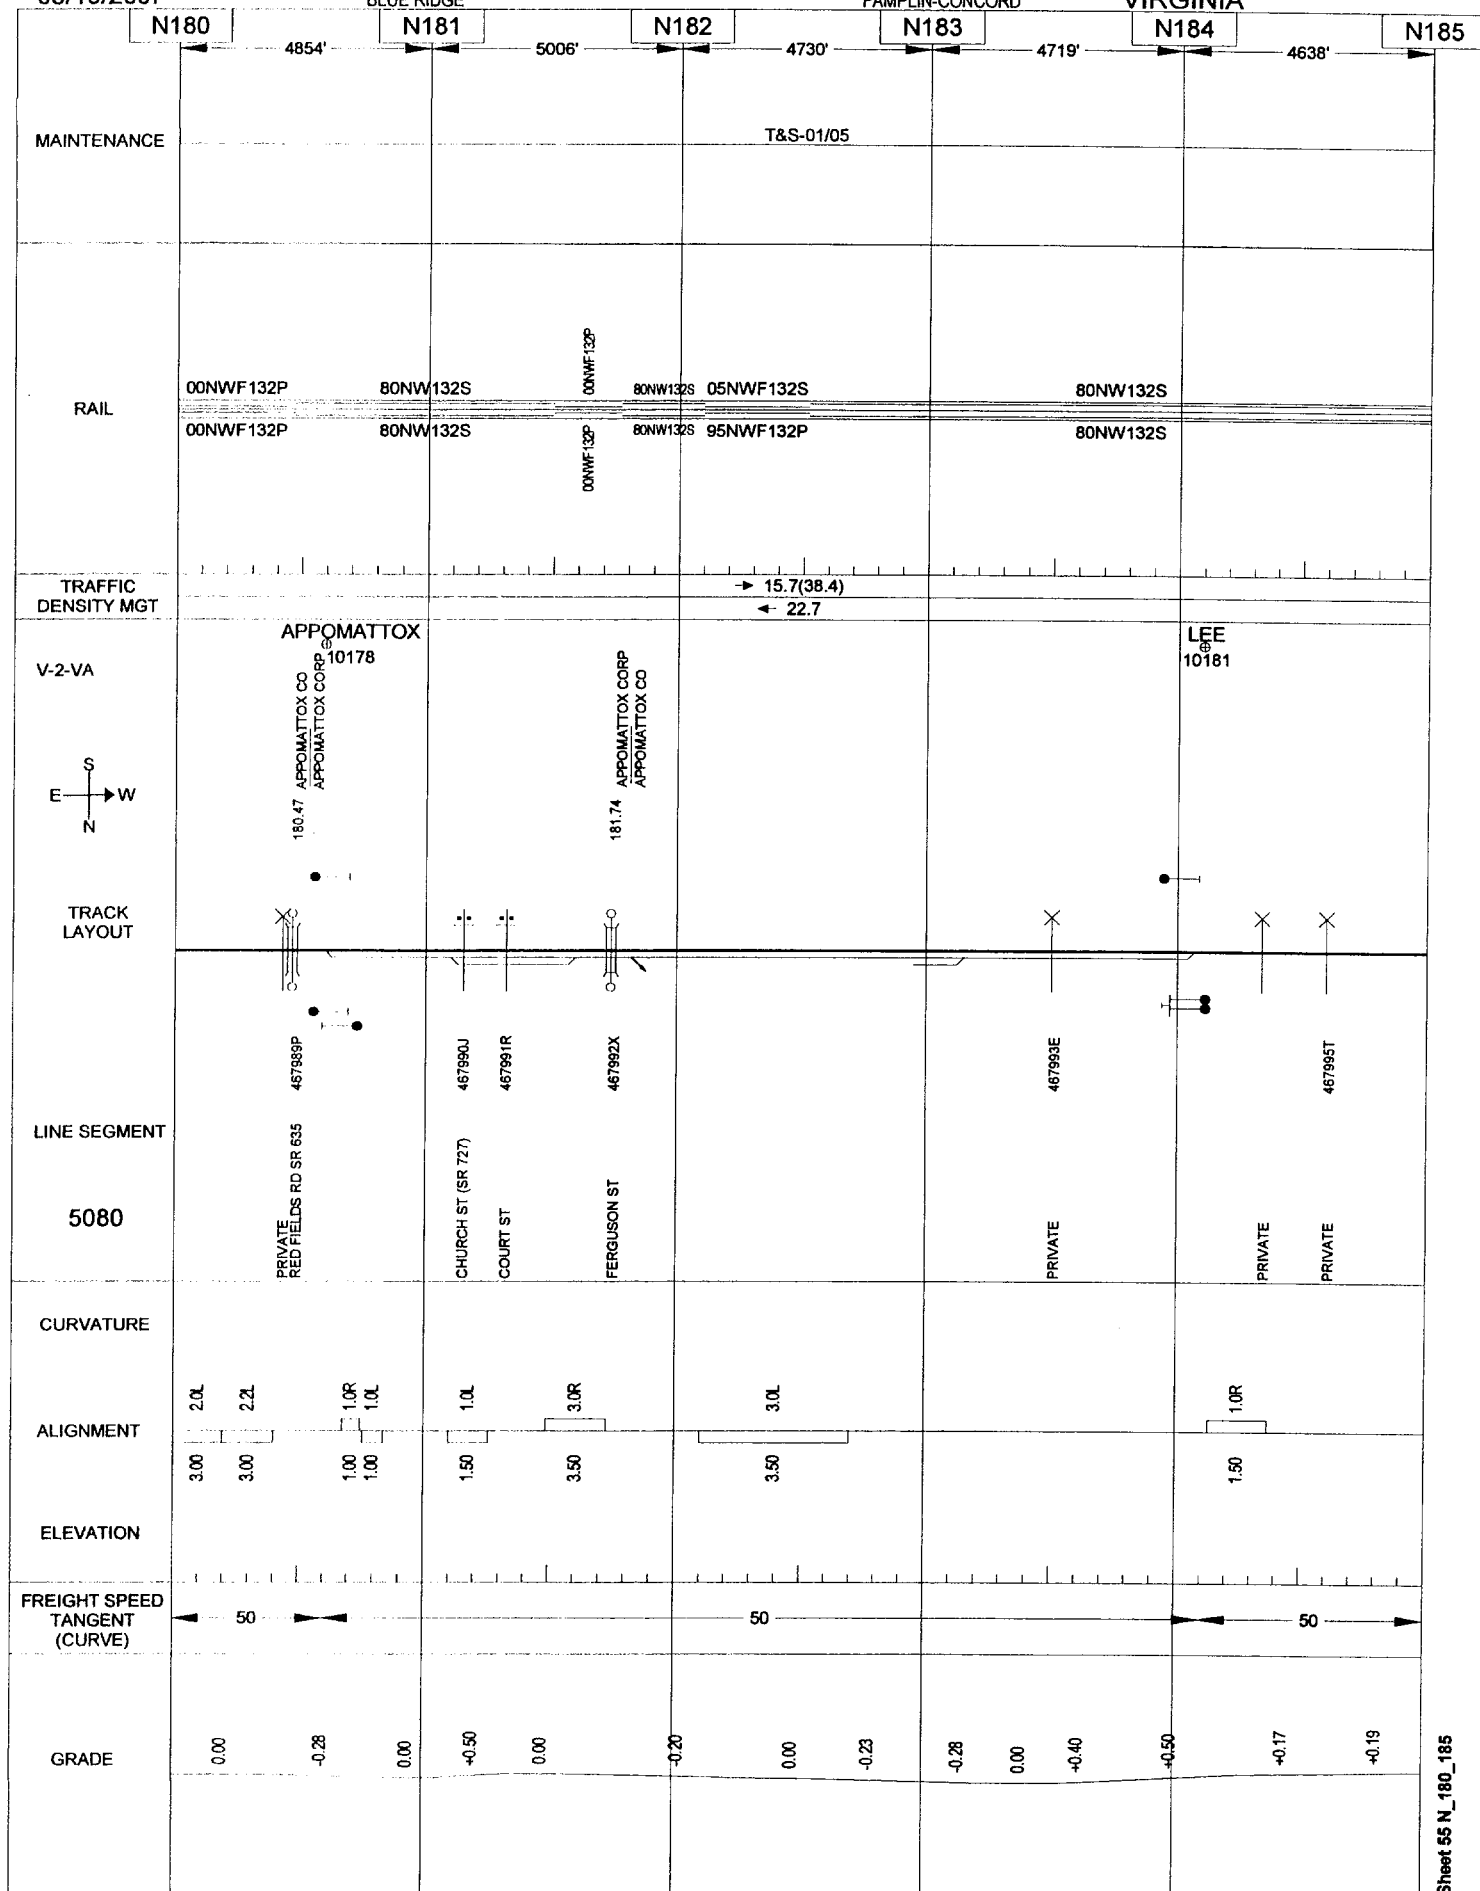 BLUE RIDGE PAMPLIN-CONCORD VIRGINIA
N180 N181 N182 N183 N184 N185
4854' 5006' 4730' 4719' 4638'
MAINTENANCE
T&S-01/05
RAIL
00NWF132P 80NW132S 00NWF132P 80NW132S 05NWF132S 80NW132S
00NWF132P 80NW132S 00NWF132P 80NW132S 95NWF132P 80NW132S
TRAFFIC
DENSITY MGT
→ 15.7(38.4)
← 22.7
V-2-VA
APPOMATTOX
10178
LEE
10181
180.47 APPOMATTOX CO
APPOMATTOX CORP
181.74 APPOMATTOX CORP
APPOMATTOX CO
S
E W
N
TRACK
LAYOUT
467989P
467990J
467991R
467992X
467993E
467995T
LINE SEGMENT
5080
PRIVATE
RED FIELDS RD SR 635
CHURCH ST (SR 727)
COURT ST
FERGUSON ST
PRIVATE
PRIVATE
PRIVATE
CURVATURE
2.0L 2.2L 1.0R 1.0L 1.0L 3.0R 3.0L 1.0R
ALIGNMENT
3.00 3.00 1.00 1.00 1.50 3.50 3.50 1.50
ELEVATION
FREIGHT SPEED
TANGENT
(CURVE)
50 50 50
GRADE
0.00 -0.28 0.00 +0.50 0.00 -0.20 0.00 -0.23 -0.28 0.00 +0.40 +0.50 +0.17 +0.19
Sheet 55 N_180_185